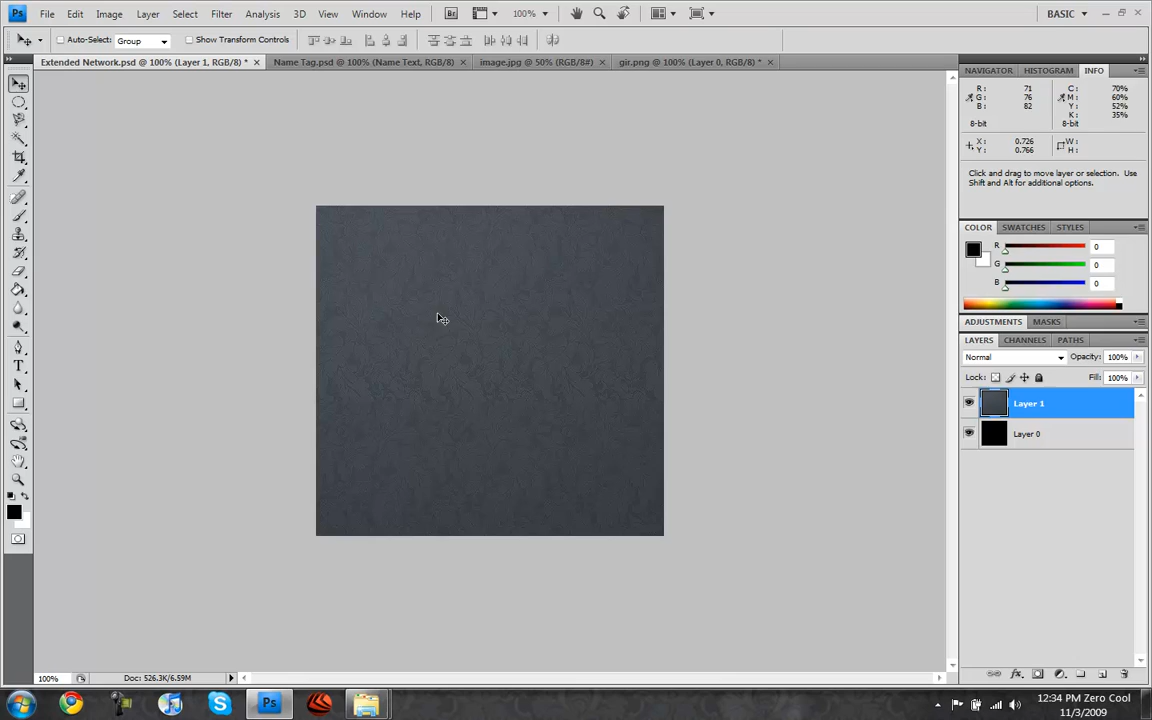 Ps File Edit Image Layer Select Filter Analysis 3D View Window Help Br 100% BASIC
Auto-Select: Group Show Transform Controls
Extended Network.psd @ 100% (Layer 1, RGB/8) * Name Tag.psd @ 100% (Name Text, RGB/8) image.jpg @ 50% (RGB/8#) gir.png @ 100% (Layer 0, RGB/8) *
NAVIGATOR HISTOGRAM INFO
R: 71 C: 70%
G: 76 M: 60%
B: 82 Y: 52%
K: 35%
8-bit 8-bit
X: 0.726 W:
Y: 0.766 H:
Click and drag to move layer or selection. Use
Shift and Alt for additional options.
COLOR SWATCHES STYLES
R 0
G 0
B 0
ADJUSTMENTS MASKS
LAYERS CHANNELS PATHS
Normal Opacity: 100%
Lock: Fill: 100%
Layer 1
Layer 0
T
fx
100% Doc: 526.3K/6.59M
Ps
12:34 PM Zero Cool
11/3/2009